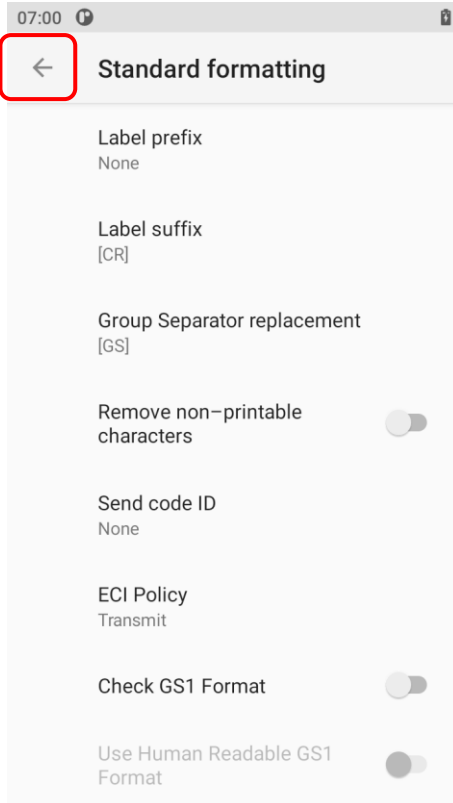 07:00
Standard formatting
Label prefix
None
Label suffix
[CR]
Group Separator replacement
[GS]
Remove non–printable
characters
Send code ID
None
ECI Policy
Transmit
Check GS1 Format
Use Human Readable GS1
Format